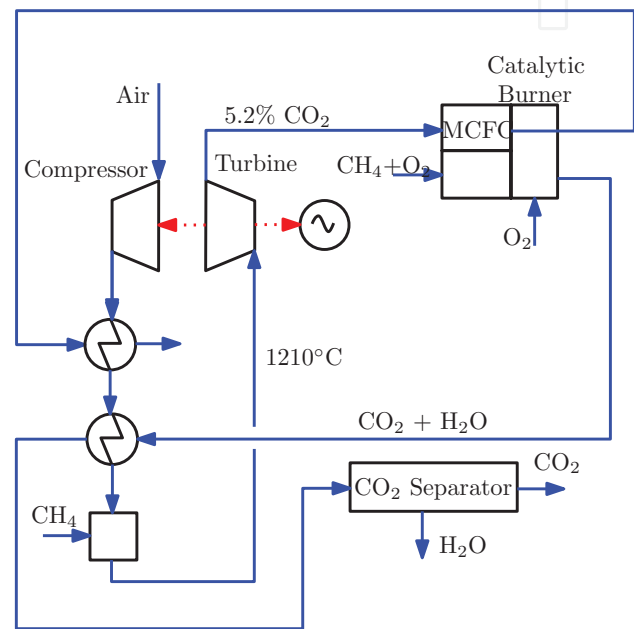 Catalytic
Burner
Air
5.2% CO₂
MCFC
Compressor
Turbine
CH₄+O₂
O₂
1210°C
CO₂ + H₂O
CO₂
CO₂ Separator
CH₄
H₂O